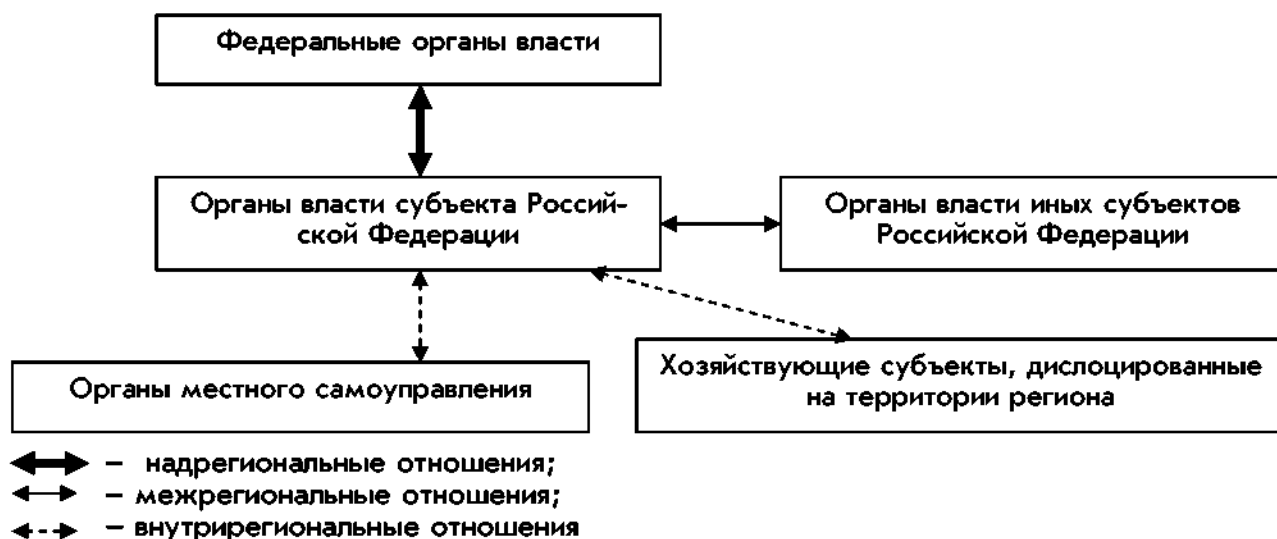 Федеральные органы власти
Органы власти субъекта Россий-
ской Федерации
Органы власти иных субъектов
Российской Федерации
Органы местного самоуправления
Хозяйствующие субъекты, дислоцированные
на территории региона
– надрегиональные отношения;
– межрегиональные отношения;
– внутрирегиональные отношения